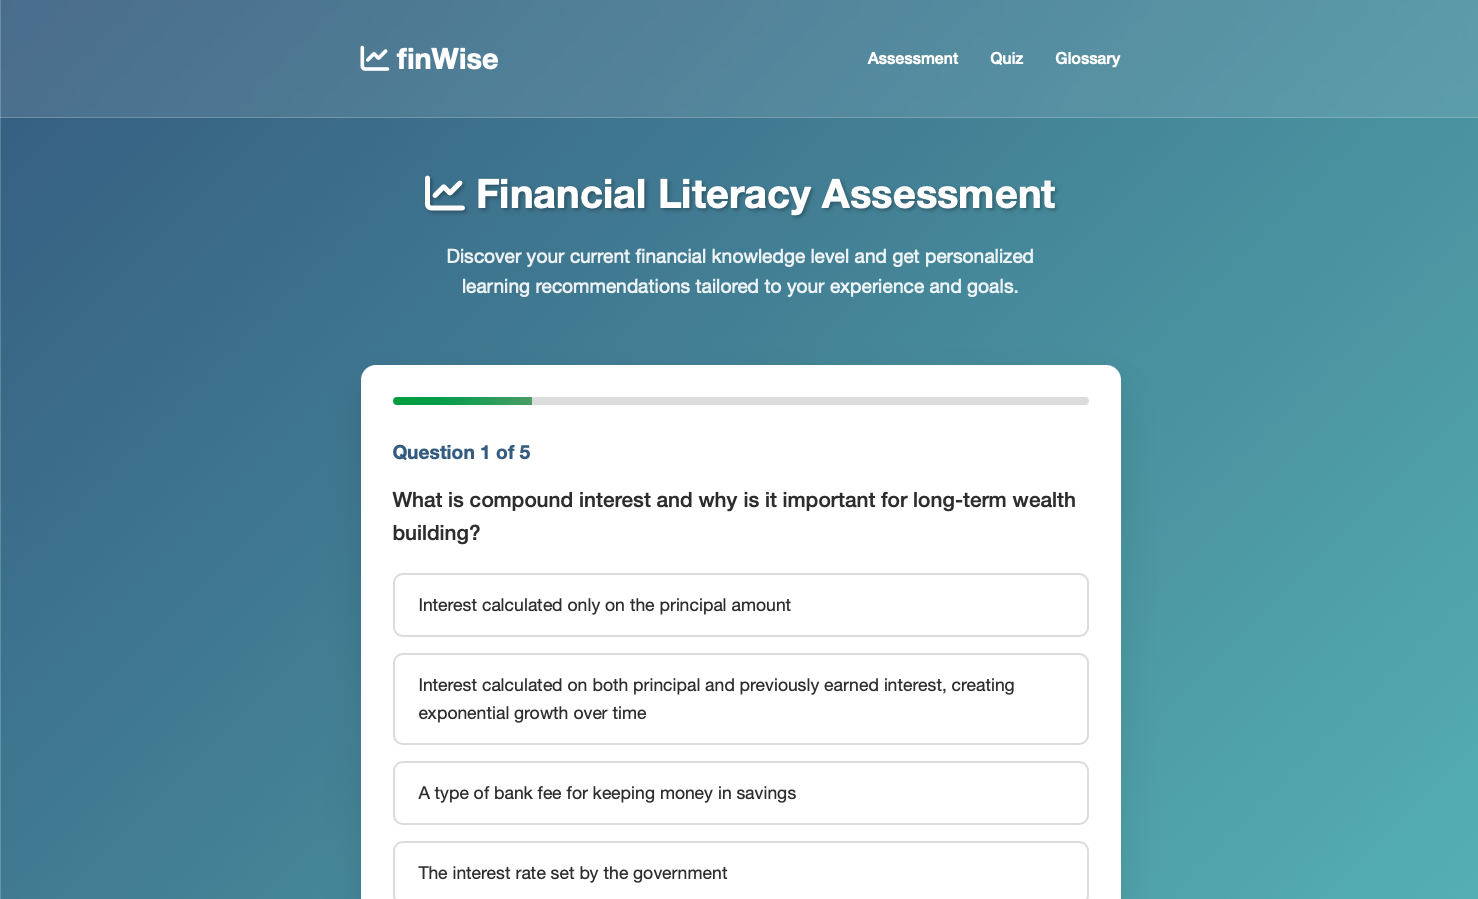 finWise
Assessment
Quiz
Glossary
Financial Literacy Assessment
Discover your current financial knowledge level and get personalized
learning recommendations tailored to your experience and goals.
Question 1 of 5
What is compound interest and why is it important for long-term wealth
building?
Interest calculated only on the principal amount
Interest calculated on both principal and previously earned interest, creating
exponential growth over time
A type of bank fee for keeping money in savings
The interest rate set by the government